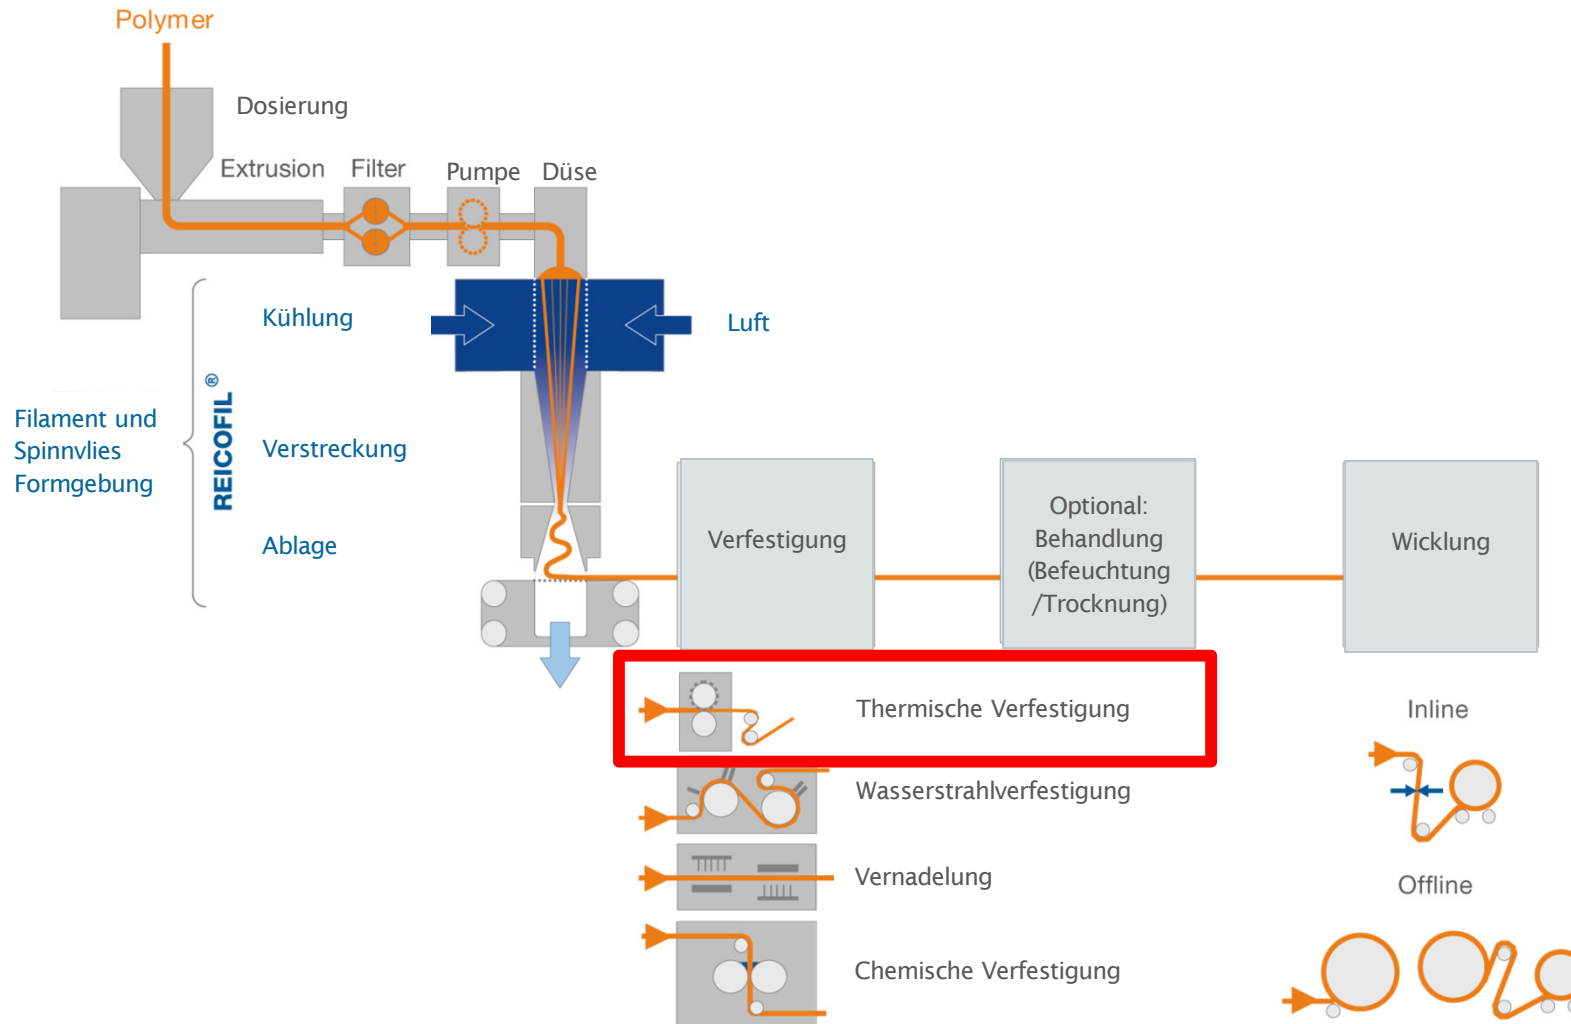 Polymer
Dosierung
Extrusion
Filter
Pumpe
Düse
Kühlung
Luft
Filament und
Spinnvlies
Formgebung
REICOFIL®
Verstreckung
Ablage
Verfestigung
Optional:
Behandlung
(Befeuchtung
/Trocknung)
Wicklung
Thermische Verfestigung
Inline
Wasserstrahlverfestigung
Vernadelung
Offline
Chemische Verfestigung